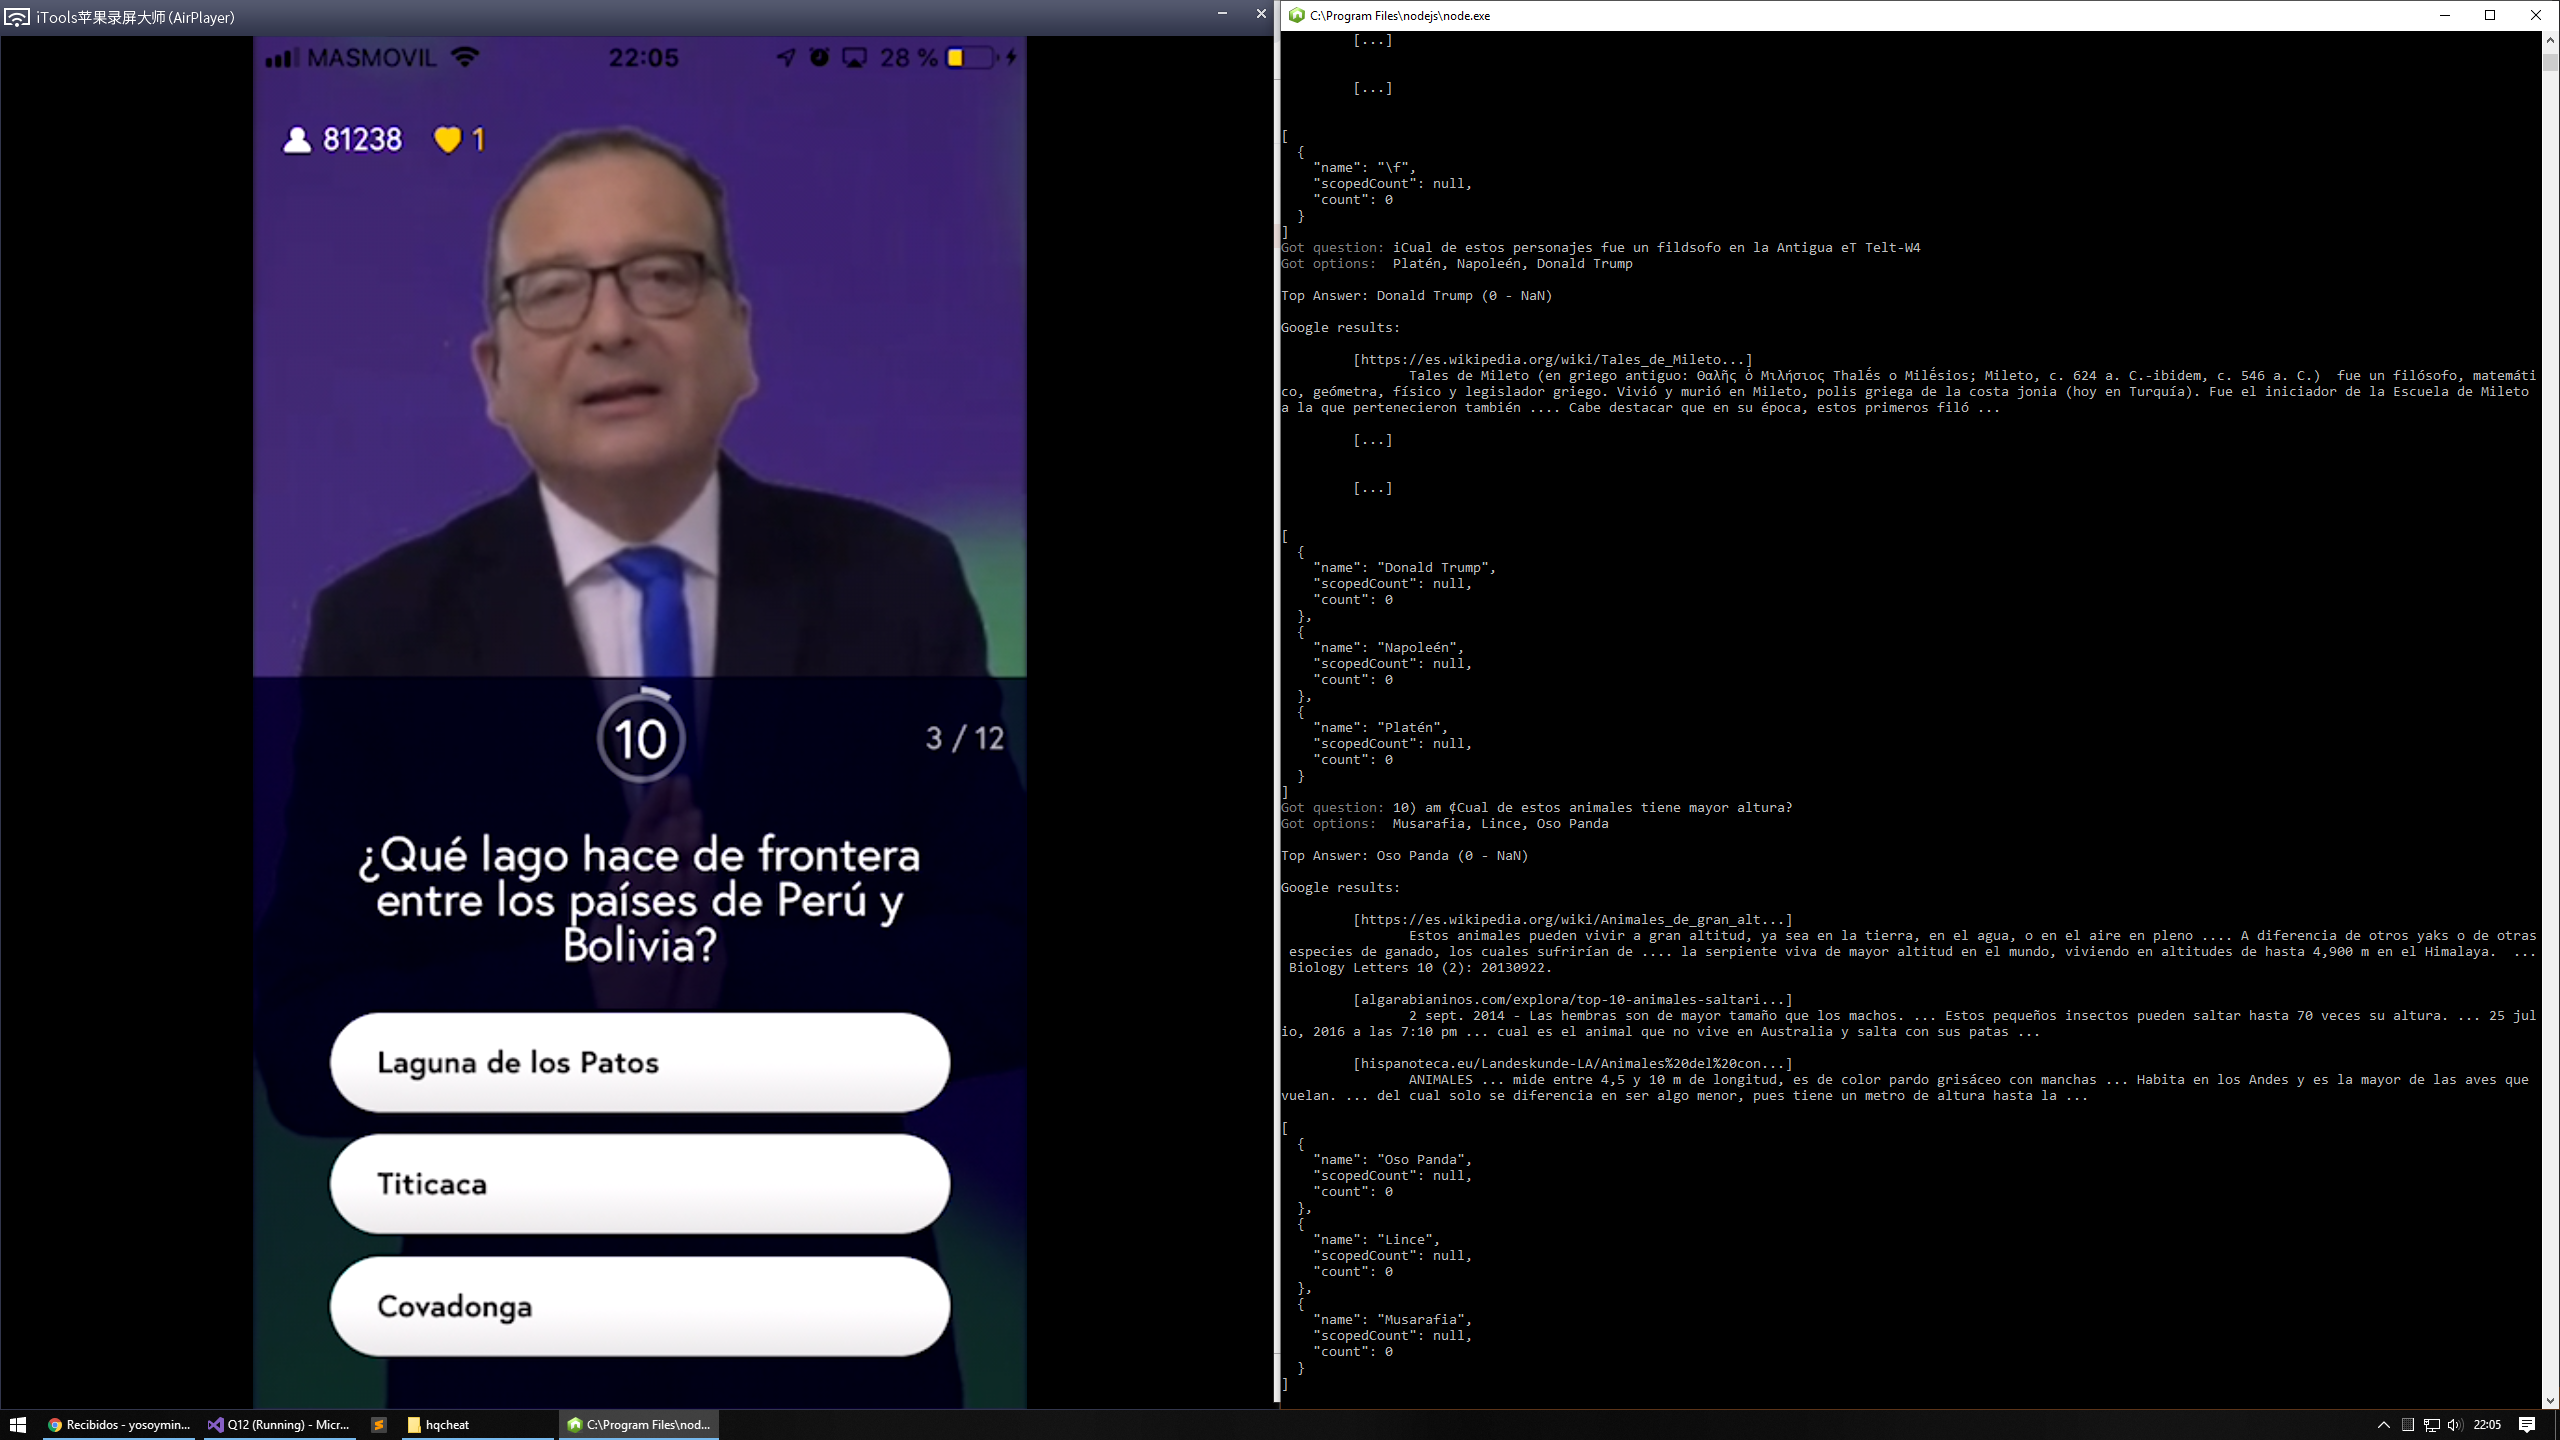 iTools苹果录屏大师(AirPlayer)
MASMOVIL
22:05
28 %
81238
1
10
3 / 12
¿Qué lago hace de frontera
entre los países de Perú y
Bolivia?
Laguna de los Patos
Titicaca
Covadonga
C:\Program Files\nodejs\node.exe
[...]
[...]
[
{
"name": "\f",
"scopedCount": null,
"count": 0
}
]
Got question: iCual de estos personajes fue un fildsofo en la Antigua eT Telt-W4
Got options:  Platén, Napoleén, Donald Trump
Top Answer: Donald Trump (0 - NaN)
Google results:
[https://es.wikipedia.org/wiki/Tales_de_Mileto...]
Tales de Mileto (en griego antiguo: Θαλῆς ὁ Μιλήσιος Thalḗs o Milḗsios; Mileto, c. 624 a. C.-ibidem, c. 546 a. C.)  fue un filósofo, matemáti
co, geómetra, físico y legislador griego. Vivió y murió en Mileto, polis griega de la costa jonia (hoy en Turquía). Fue el iniciador de la Escuela de Mileto
a la que pertenecieron también .... Cabe destacar que en su época, estos primeros filó ...
[...]
[...]
[
{
"name": "Donald Trump",
"scopedCount": null,
"count": 0
},
{
"name": "Napoleén",
"scopedCount": null,
"count": 0
},
{
"name": "Platén",
"scopedCount": null,
"count": 0
}
]
Got question: 10) am ¢Cual de estos animales tiene mayor altura?
Got options:  Musarafia, Lince, Oso Panda
Top Answer: Oso Panda (0 - NaN)
Google results:
[https://es.wikipedia.org/wiki/Animales_de_gran_alt...]
Estos animales pueden vivir a gran altitud, ya sea en la tierra, en el agua, o en el aire en pleno .... A diferencia de otros yaks o de otras
especies de ganado, los cuales sufrirían de .... la serpiente viva de mayor altitud en el mundo, viviendo en altitudes de hasta 4,900 m en el Himalaya.  ...
Biology Letters 10 (2): 20130922.
[algarabianinos.com/explora/top-10-animales-saltari...]
2 sept. 2014 - Las hembras son de mayor tamaño que los machos. ... Estos pequeños insectos pueden saltar hasta 70 veces su altura. ... 25 jul
io, 2016 a las 7:10 pm ... cual es el animal que no vive en Australia y salta con sus patas ...
[hispanoteca.eu/Landeskunde-LA/Animales%20del%20con...]
ANIMALES ... mide entre 4,5 y 10 m de longitud, es de color pardo grisáceo con manchas ... Habita en los Andes y es la mayor de las aves que
vuelan. ... del cual solo se diferencia en ser algo menor, pues tiene un metro de altura hasta la ...
[
{
"name": "Oso Panda",
"scopedCount": null,
"count": 0
},
{
"name": "Lince",
"scopedCount": null,
"count": 0
},
{
"name": "Musarafia",
"scopedCount": null,
"count": 0
}
]
Recibidos - yosoymin...
Q12 (Running) - Micr...
hqcheat
C:\Program Files\nod...
22:05